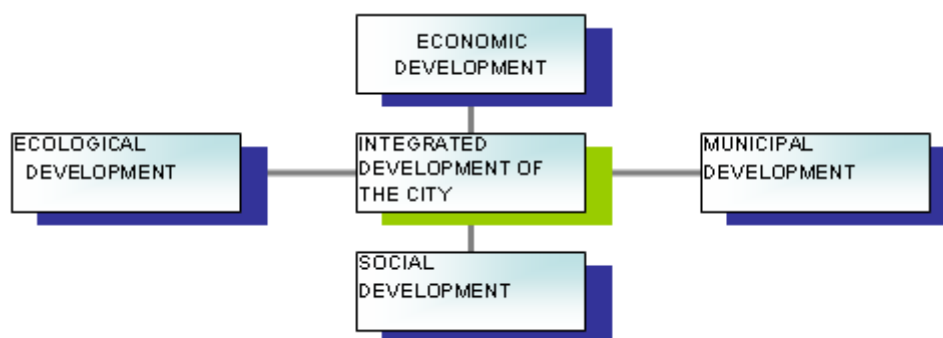 ECONOMIC
DEVELOPMENT
ECOLOGICAL
DEVELOPMENT
INTEGRATED
DEVELOPMENT OF
THE CITY
MUNICIPAL
DEVELOPMENT
SOCIAL
DEVELOPMENT